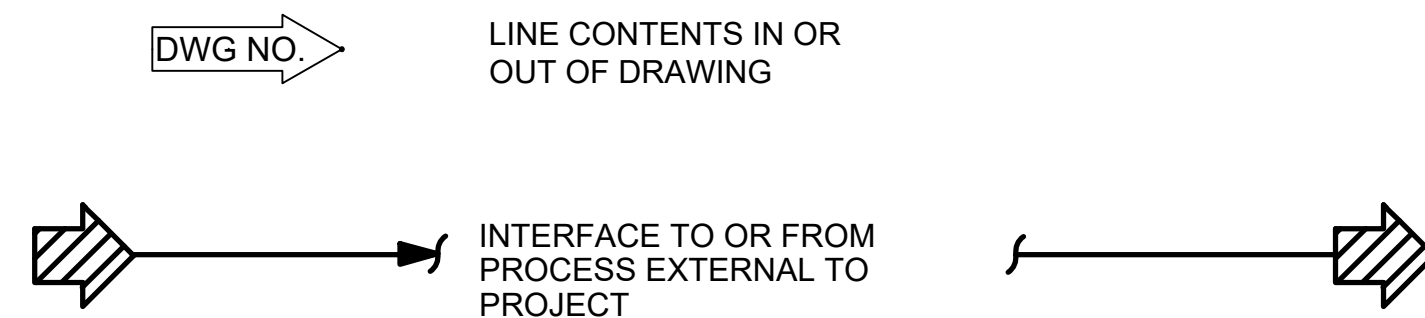 DWG NO.
LINE CONTENTS IN OR
OUT OF DRAWING
INTERFACE TO OR FROM
PROCESS EXTERNAL TO
PROJECT